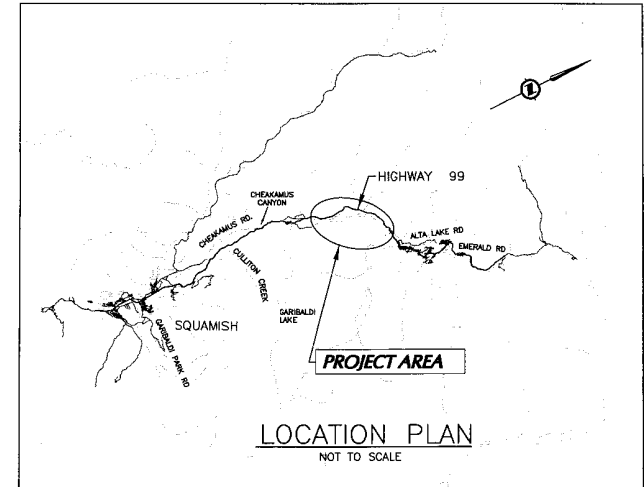 HIGHWAY 99
CHEAKAMUS
CANYON
CHEAKAMUS RD.
ALTA LAKE RD
EMERALD RD
CULLITON CREEK
GARIBALDI
LAKE
SQUAMISH
GARIBALDI PARK RD
PROJECT AREA
LOCATION PLAN
NOT TO SCALE